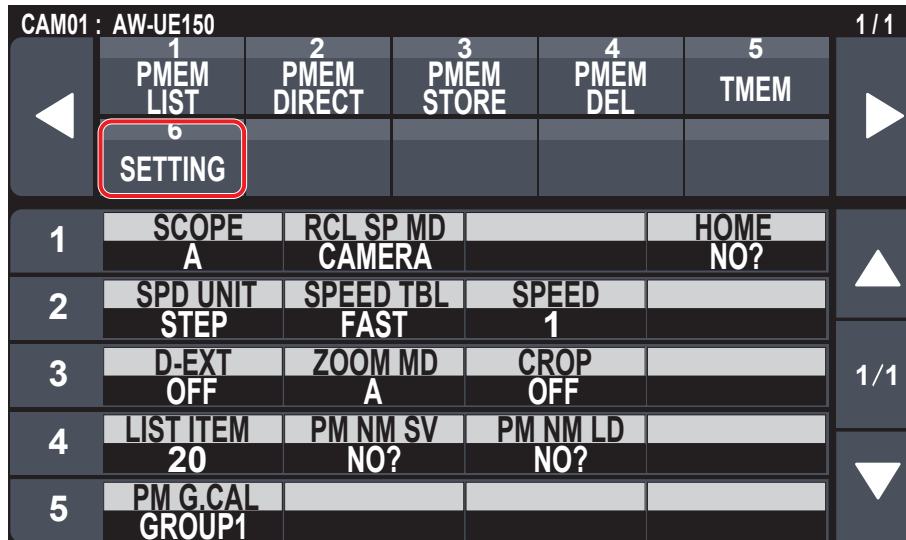 CAM01 : AW-UE150 1 / 1
1 2 3 4 5
PMEM LIST PMEM DIRECT PMEM STORE PMEM DEL TMEM
6
SETTING
1 SCOPE RCL SP MD HOME
A CAMERA NO?
2 SPD UNIT SPEED TBL SPEED
STEP FAST 1
3 D-EXT ZOOM MD CROP 1/1
OFF A OFF
4 LIST ITEM PM NM SV PM NM LD
20 NO? NO?
5 PM G.CAL
GROUP1